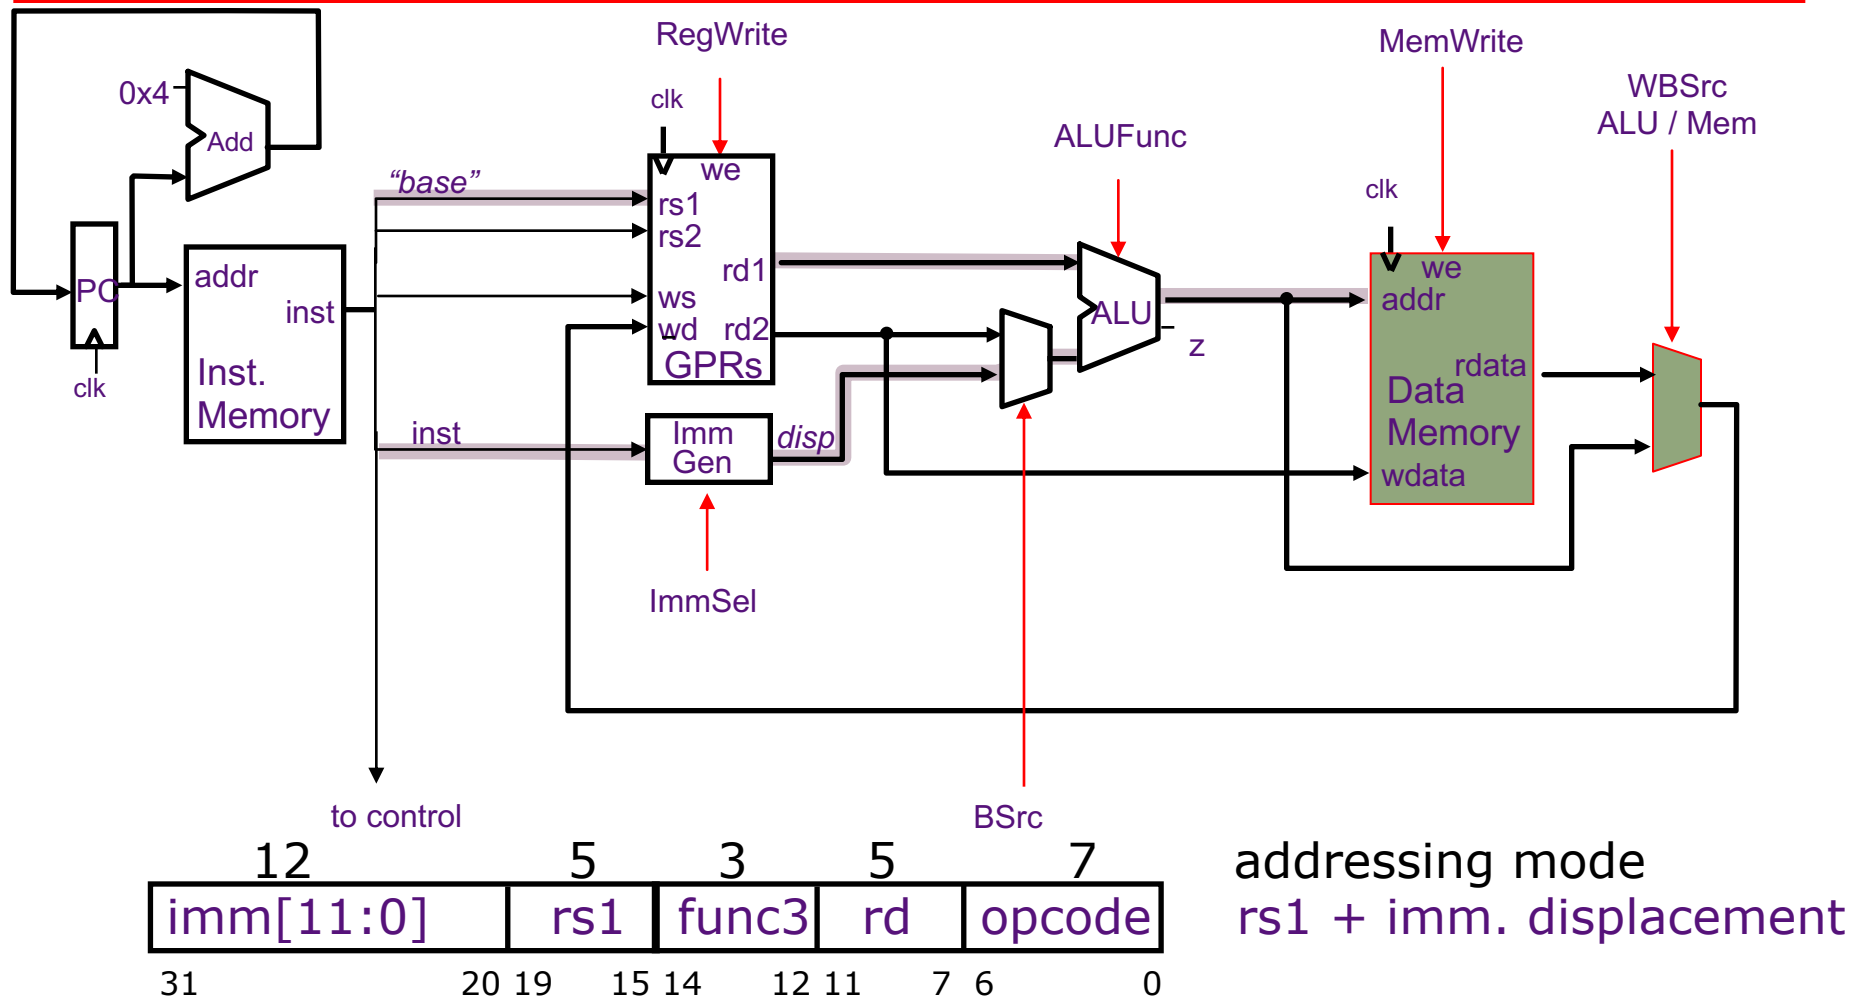 RegWrite
MemWrite
WBSrc
ALU / Mem
0x4
Add
clk
ALUFunc
"base"
we
rs1
rs2
rd1
ws
wd
rd2
GPRs
clk
we
addr
rdata
Data
Memory
wdata
PC
clk
addr
inst
Inst.
Memory
ALU
z
inst
Imm
Gen
disp
ImmSel
to control
BSrc
12 5 3 5 7
imm[11:0] rs1 func3 rd opcode
31 20 19 15 14 12 11 7 6 0
addressing mode
rs1 + imm. displacement